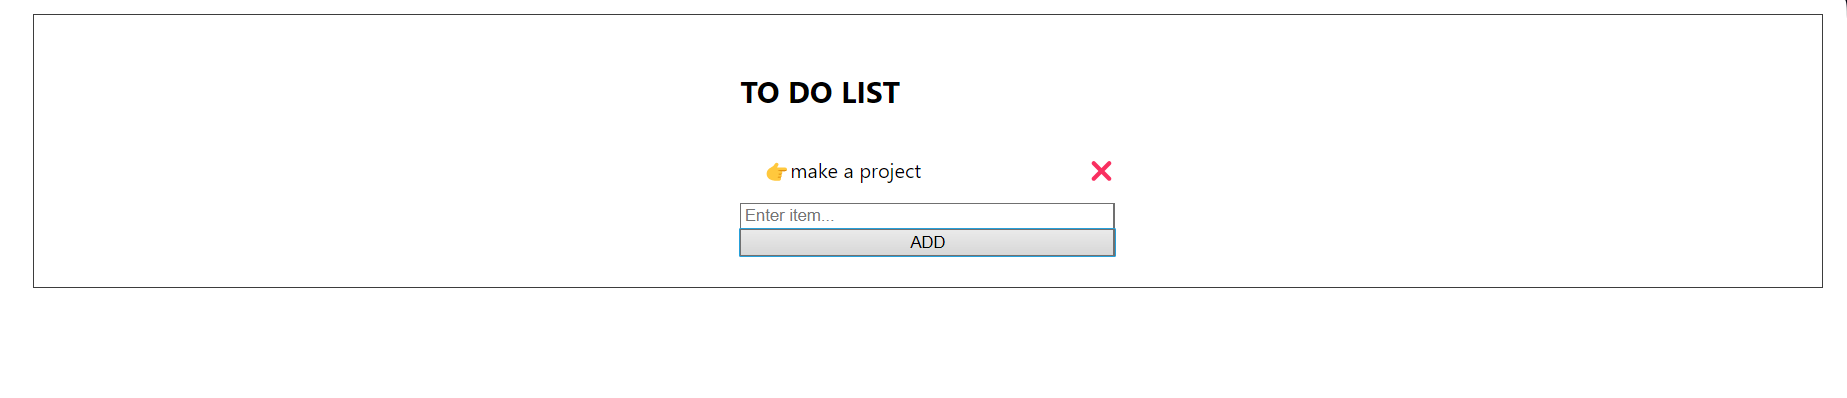 TO DO LIST
👉make a project ❌
Enter item...
ADD